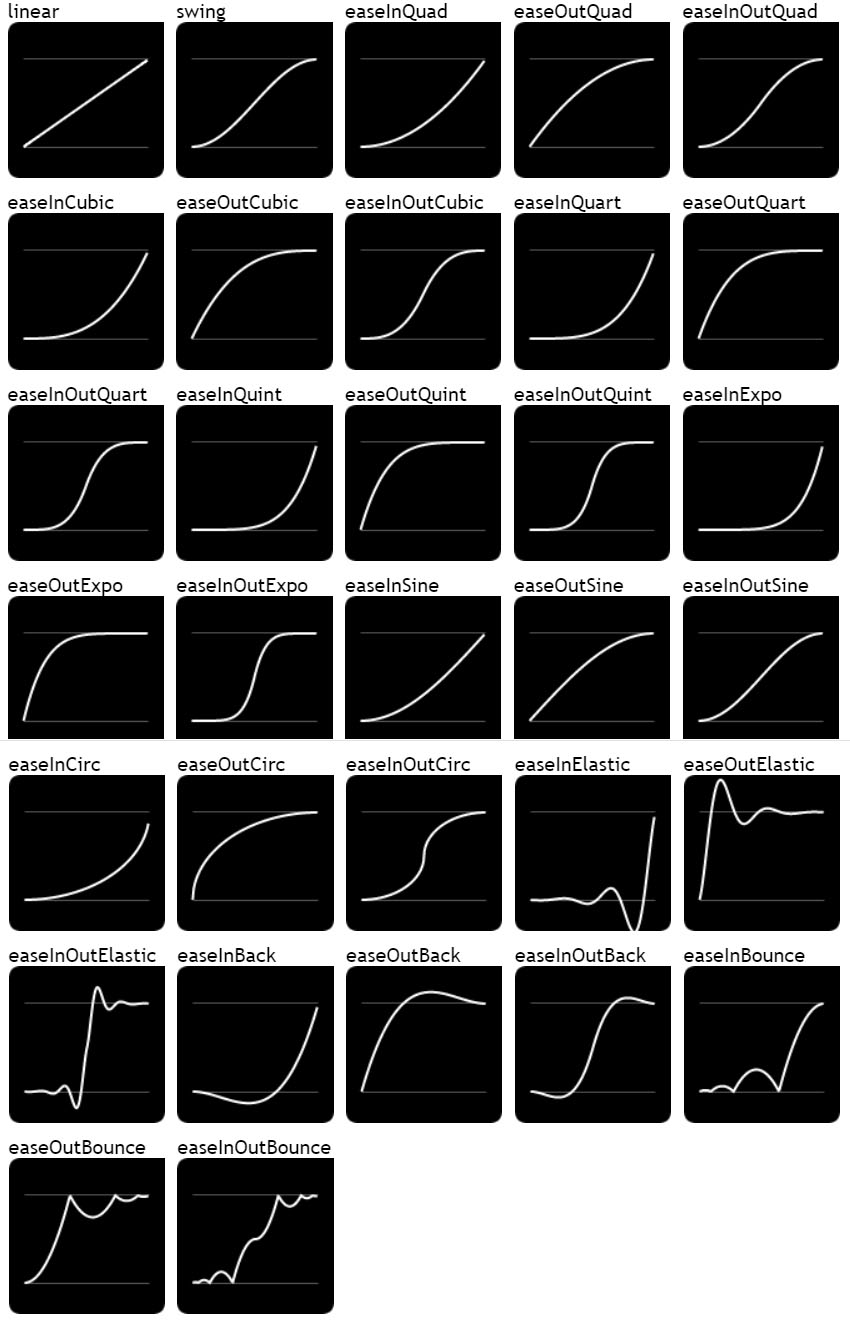 linear swing easeInQuad easeOutQuad easeInOutQuad
easeInCubic easeOutCubic easeInOutCubic easeInQuart easeOutQuart
easeInOutQuart easeInQuint easeOutQuint easeInOutQuint easeInExpo
easeOutExpo easeInOutExpo easeInSine easeOutSine easeInOutSine
easeInCirc easeOutCirc easeInOutCirc easeInElastic easeOutElastic
easeInOutElastic easeInBack easeOutBack easeInOutBack easeInBounce
easeOutBounce easeInOutBounce